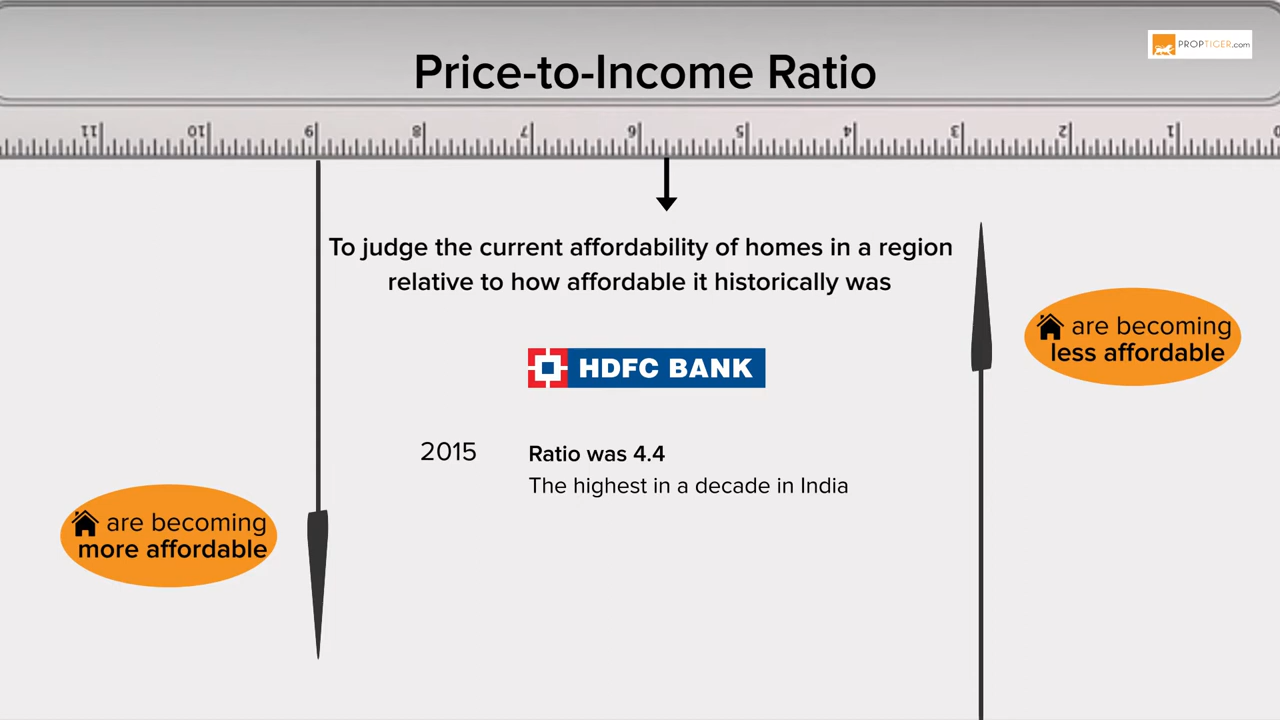 PROPTIGER.com
Price-to-Income Ratio
11 10 9 8 7 6 5 4 3 2 1 0
To judge the current affordability of homes in a region
relative to how affordable it historically was
are becoming
less affordable
HDFC BANK
2015 Ratio was 4.4
The highest in a decade in India
are becoming
more affordable